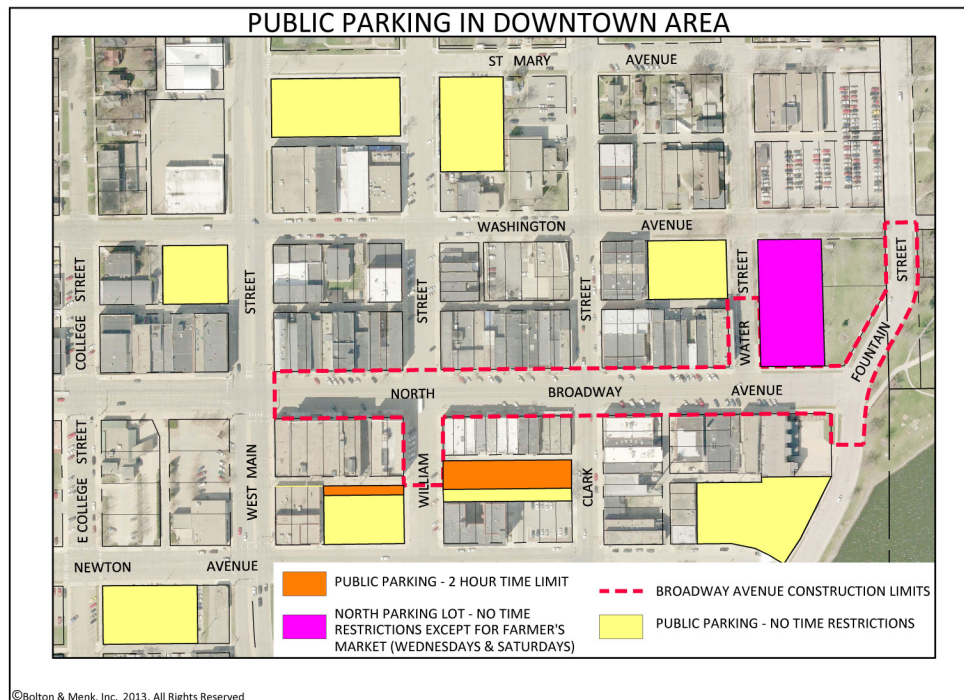 PUBLIC PARKING IN DOWNTOWN AREA
ST MARY AVENUE
WASHINGTON AVENUE
COLLEGE STREET
STREET
STREET
STREET
WATER STREET
FOUNTAIN STREET
NORTH BROADWAY AVENUE
E COLLEGE STREET
WEST MAIN
WILLIAM
CLARK
NEWTON AVENUE
PUBLIC PARKING - 2 HOUR TIME LIMIT
NORTH PARKING LOT - NO TIME
RESTRICTIONS EXCEPT FOR FARMER'S
MARKET (WEDNESDAYS & SATURDAYS)
BROADWAY AVENUE CONSTRUCTION LIMITS
PUBLIC PARKING - NO TIME RESTRICTIONS
©Bolton & Menk, Inc. 2013, All Rights Reserved